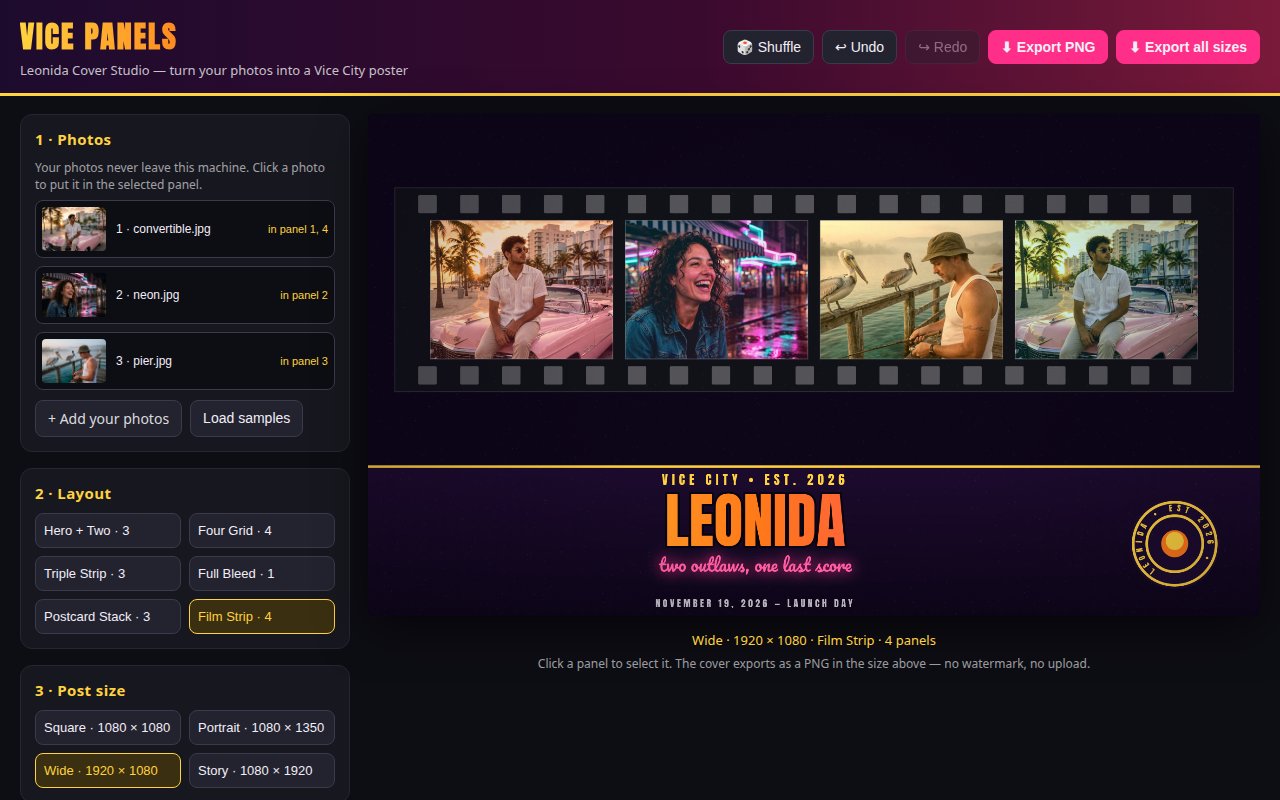 VICE PANELS
Leonida Cover Studio — turn your photos into a Vice City poster
🎲 Shuffle
↩ Undo
↪ Redo
⬇ Export PNG
⬇ Export all sizes
1 · Photos
Your photos never leave this machine. Click a photo
to put it in the selected panel.
1 · convertible.jpg
in panel 1, 4
2 · neon.jpg
in panel 2
3 · pier.jpg
in panel 3
+ Add your photos
Load samples
2 · Layout
Hero + Two · 3
Four Grid · 4
Triple Strip · 3
Full Bleed · 1
Postcard Stack · 3
Film Strip · 4
3 · Post size
Square · 1080 × 1080
Portrait · 1080 × 1350
Wide · 1920 × 1080
Story · 1080 × 1920
VICE CITY • EST. 2026
LEONIDA
two outlaws, one last score
NOVEMBER 19, 2026 — LAUNCH DAY
LEONIDA • EST 2026 •
Wide · 1920 × 1080 · Film Strip · 4 panels
Click a panel to select it. The cover exports as a PNG in the size above — no watermark, no upload.